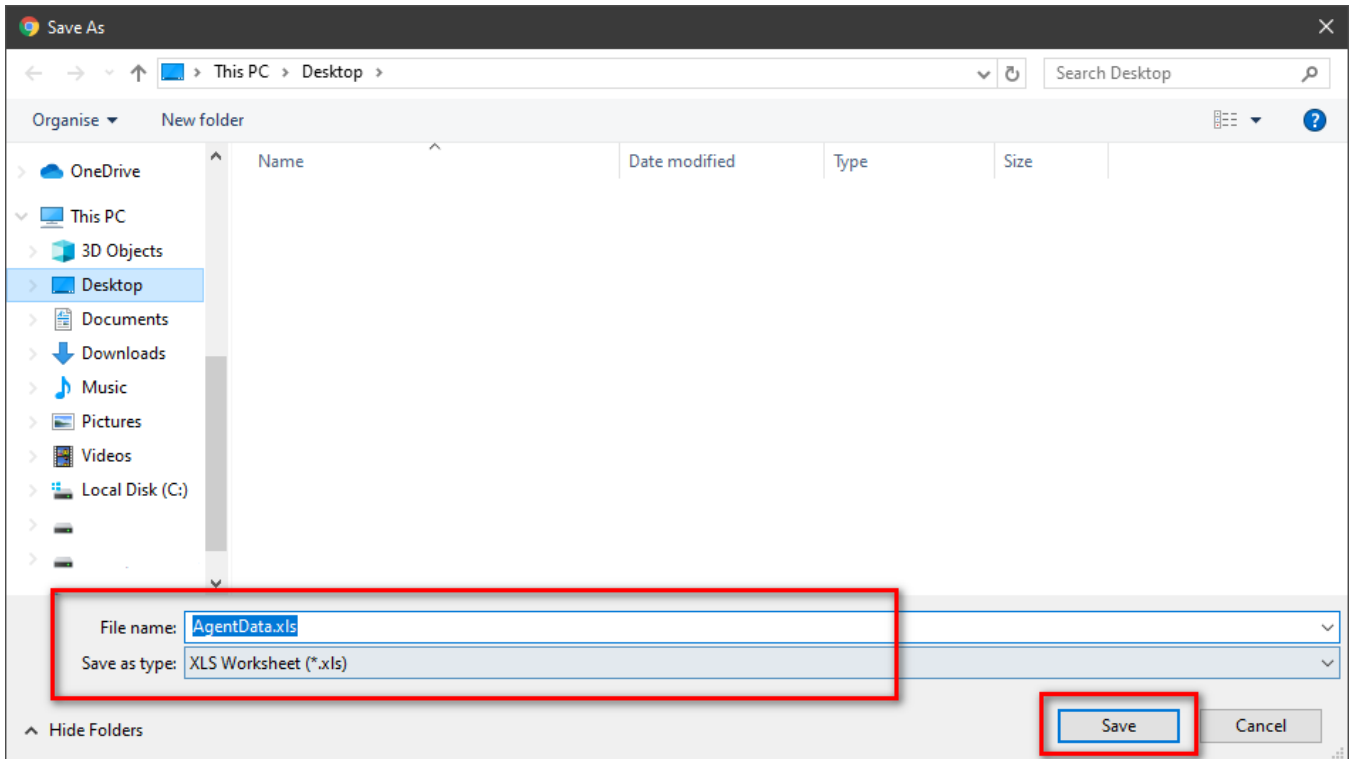 Save As
This PC > Desktop >
Search Desktop
Organise
New folder
Name
Date modified
Type
Size
OneDrive
This PC
3D Objects
Desktop
Documents
Downloads
Music
Pictures
Videos
Local Disk (C:)
File name: AgentData.xls
Save as type: XLS Worksheet (*.xls)
Hide Folders
Save
Cancel